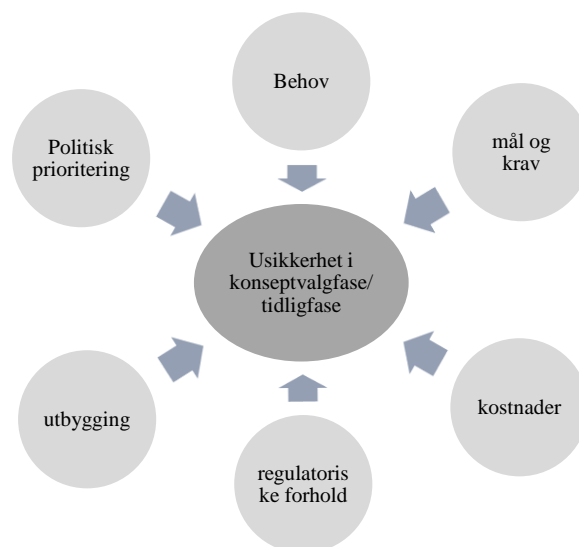 Behov
Politisk
prioritering
mål og
krav
Usikkerhet i
konseptvalgfase/
tidligfase
utbygging
kostnader
regulatoris
ke forhold